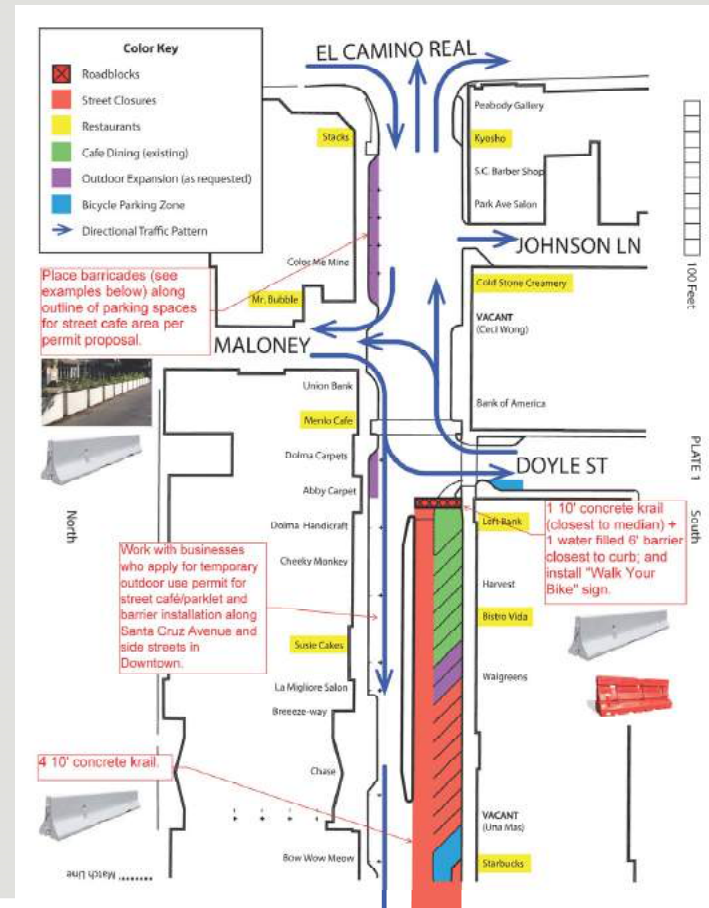 Color Key
Roadblocks
Street Closures
Restaurants
Cafe Dining (existing)
Outdoor Expansion (as requested)
Bicycle Parking Zone
Directional Traffic Pattern
EL CAMINO REAL
Stacks
Peabody Gallery
Kyosho
S.C. Barber Shop
Park Ave Salon
JOHNSON LN
100 Feet
Color Me Mine
Place barricades (see
examples below) along
outline of parking spaces
for street cafe area per
permit proposal.
Mr. Bubble
Cold Stone Creamery
VACANT
(Ceci Wong)
MALONEY
Union Bank
Menlo Cafe
Bank of America
Dolma Carpets
DOYLE ST
PLATE 1
Abby Carpet
North
South
Dolma Handicraft
Left Bank
1 10' concrete krail
(closest to median) +
1 water filled 6' barrier
closest to curb; and
install "Walk Your
Bike" sign.
Work with businesses
who apply for temporary
outdoor use permit for
street café/parklet and
barrier installation along
Santa Cruz Avenue and
side streets in
Downtown.
Cheeky Monkey
Harvest
Bistro Vida
Susie Cakes
Walgreens
La Migliore Salon
Breeeze-way
4 10' concrete krail.
Chase
VACANT
(Una Mas)
Bow Wow Meow
Starbucks
Match Line